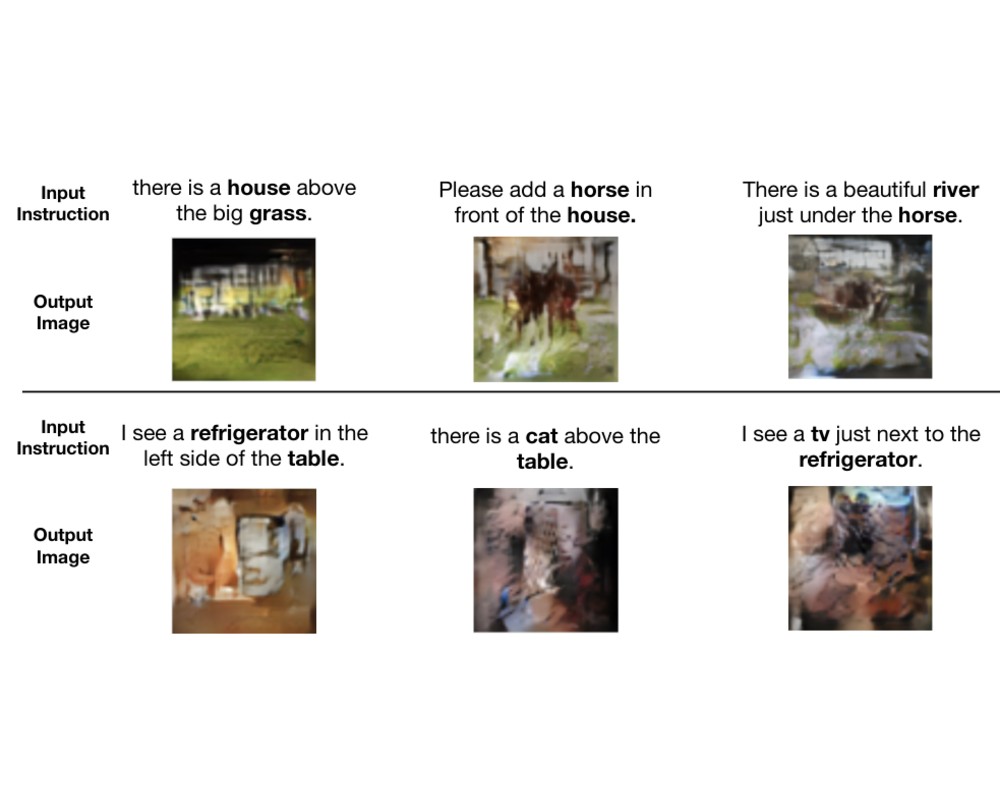 Input
Instruction
there is a house above
the big grass.
Please add a horse in
front of the house.
There is a beautiful river
just under the horse.
Output
Image
Input
Instruction
I see a refrigerator in the
left side of the table.
there is a cat above the
table.
I see a tv just next to the
refrigerator.
Output
Image